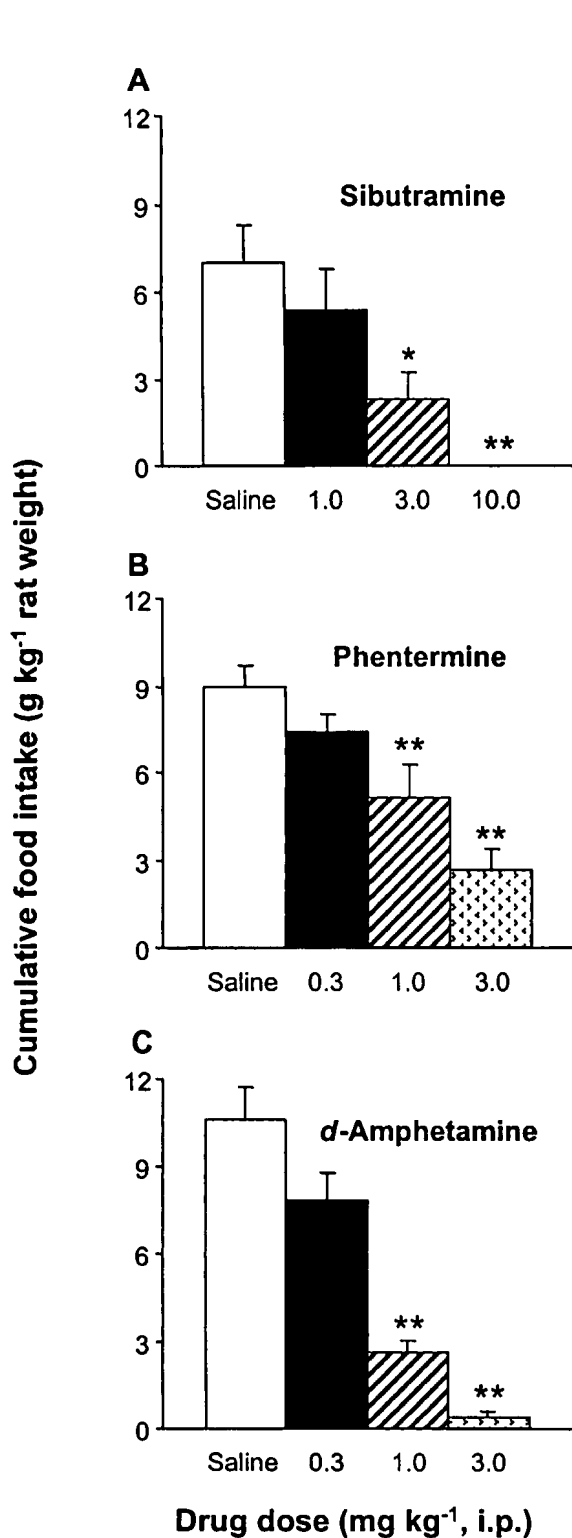 Cumulative food intake (g kg⁻¹ rat weight)
A
Sibutramine
12
9
6
3
0
*
**
Saline 1.0 3.0 10.0
B
Phentermine
12
9
6
3
0
**
**
Saline 0.3 1.0 3.0
C
d-Amphetamine
12
9
6
3
0
**
**
Saline 0.3 1.0 3.0
Drug dose (mg kg⁻¹, i.p.)